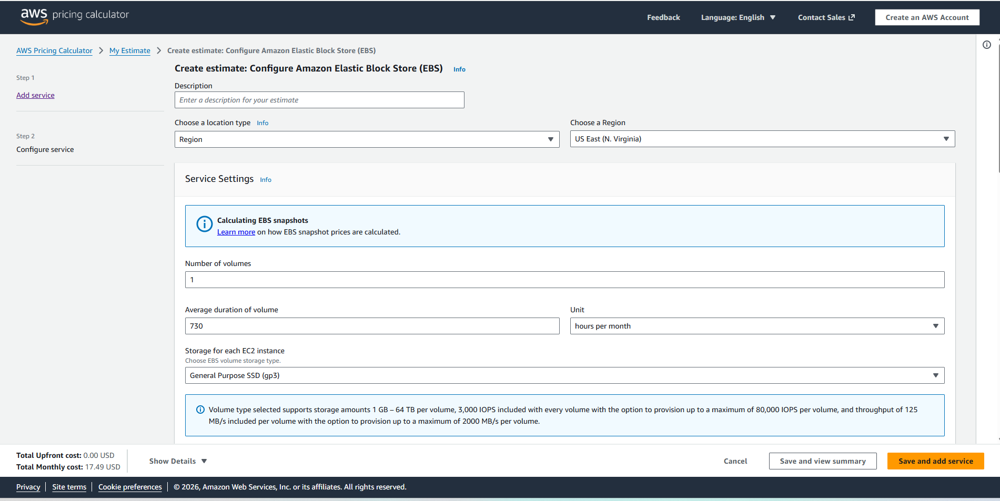 aws pricing calculator
Feedback
Language: English
Contact Sales
Create an AWS Account
AWS Pricing Calculator
My Estimate
Create estimate: Configure Amazon Elastic Block Store (EBS)
Step 1
Add service
Step 2
Configure service
Create estimate: Configure Amazon Elastic Block Store (EBS) Info
Description
Enter a description for your estimate
Choose a location type Info
Region
Choose a Region
US East (N. Virginia)
Service Settings Info
Calculating EBS snapshots
Learn more on how EBS snapshot prices are calculated.
Number of volumes
1
Average duration of volume
730
Unit
hours per month
Storage for each EC2 instance
Choose EBS volume storage type.
General Purpose SSD (gp3)
Volume type selected supports storage amounts 1 GB – 64 TB per volume, 3,000 IOPS included with every volume with the option to provision up to a maximum of 80,000 IOPS per volume, and throughput of 125
MB/s included per volume with the option to provision up to a maximum of 2000 MB/s per volume.
Total Upfront cost: 0.00 USD
Total Monthly cost: 17.49 USD
Show Details
Cancel
Save and view summary
Save and add service
Privacy
Site terms
Cookie preferences
© 2026, Amazon Web Services, Inc. or its affiliates. All rights reserved.